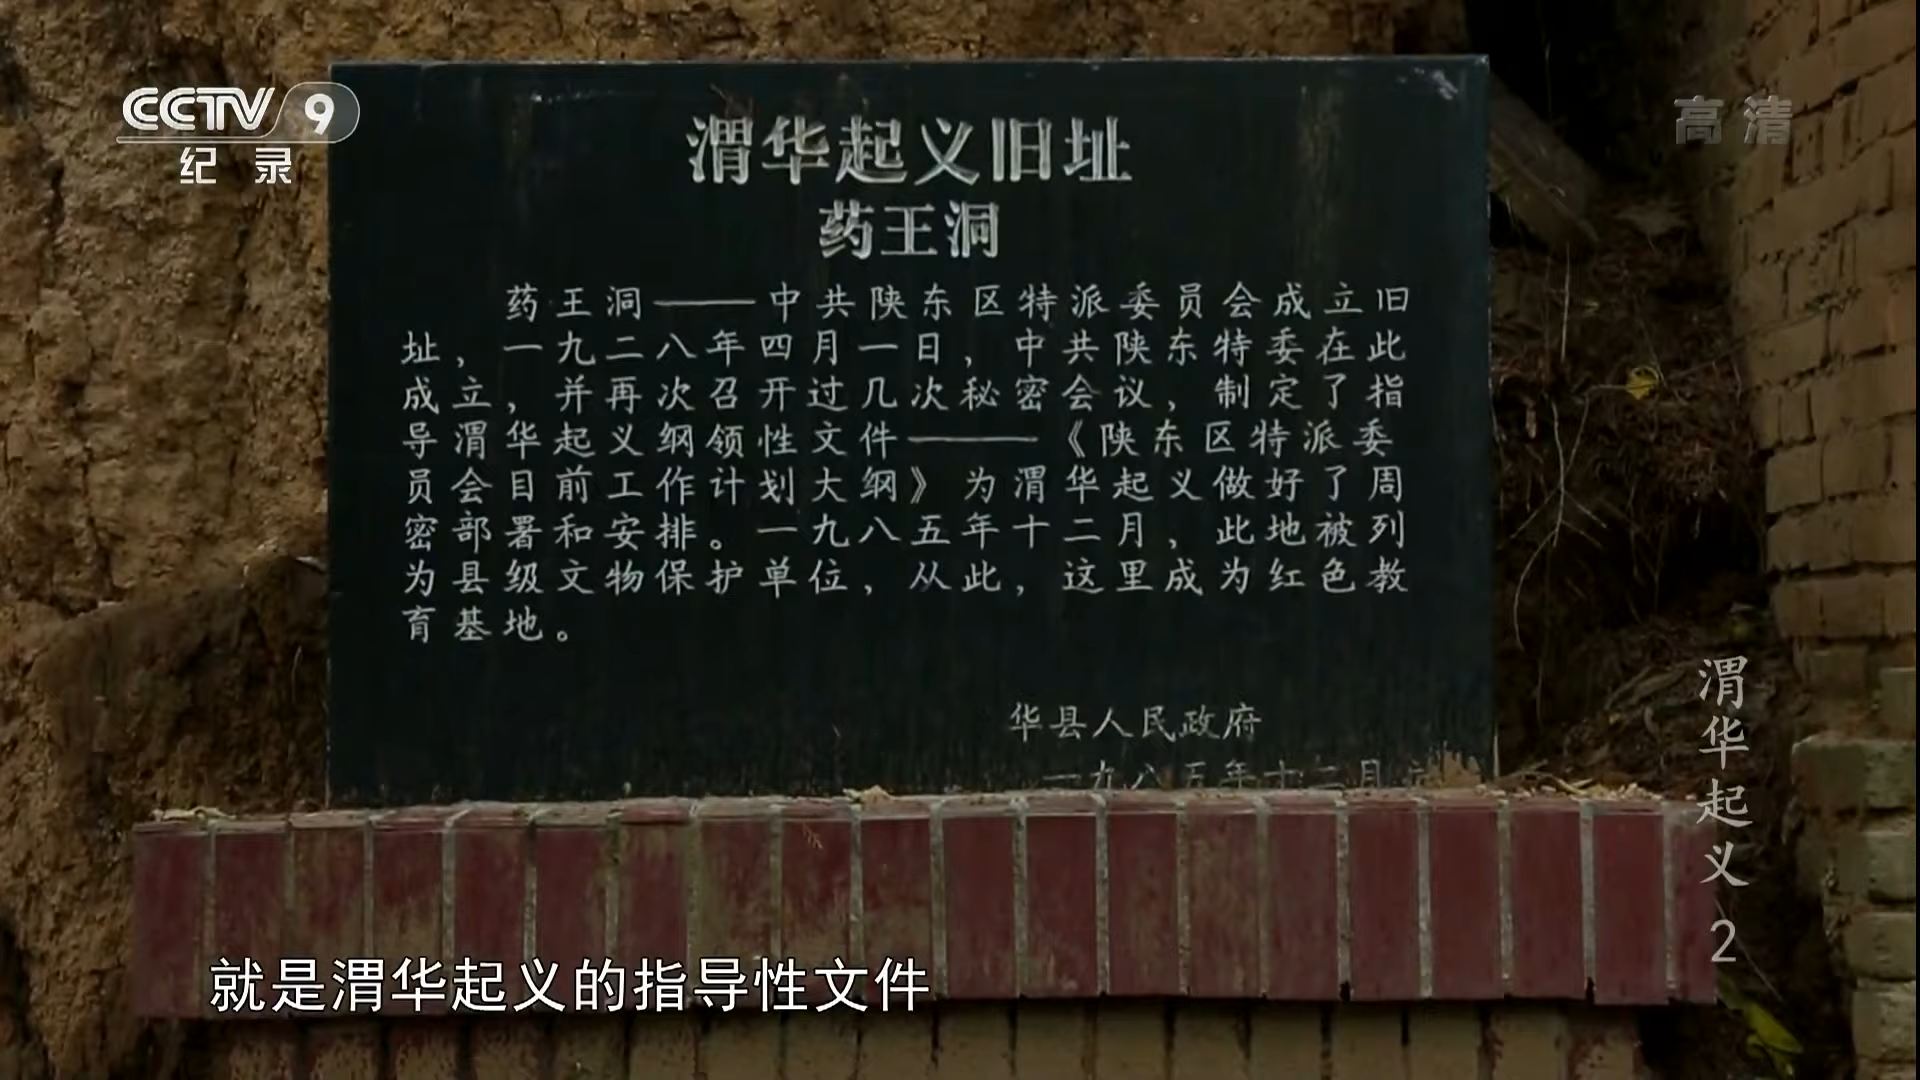 CCTV 9
纪录
高清
渭华起义旧址
药王洞
药王洞——中共陕东区特派委员会成立旧
址，一九二八年四月一日，中共陕东特委在此
成立，并再次召开过几次秘密会议，制定了指
导渭华起义纲领性文件——《陕东区特派委
员会目前工作计划大纲》为渭华起义做好了周
密部署和安排。一九八五年十二月，此地被列
为县级文物保护单位，从此，这里成为红色教
育基地。
华县人民政府
一九八五年十二月
渭华起义 2
就是渭华起义的指导性文件